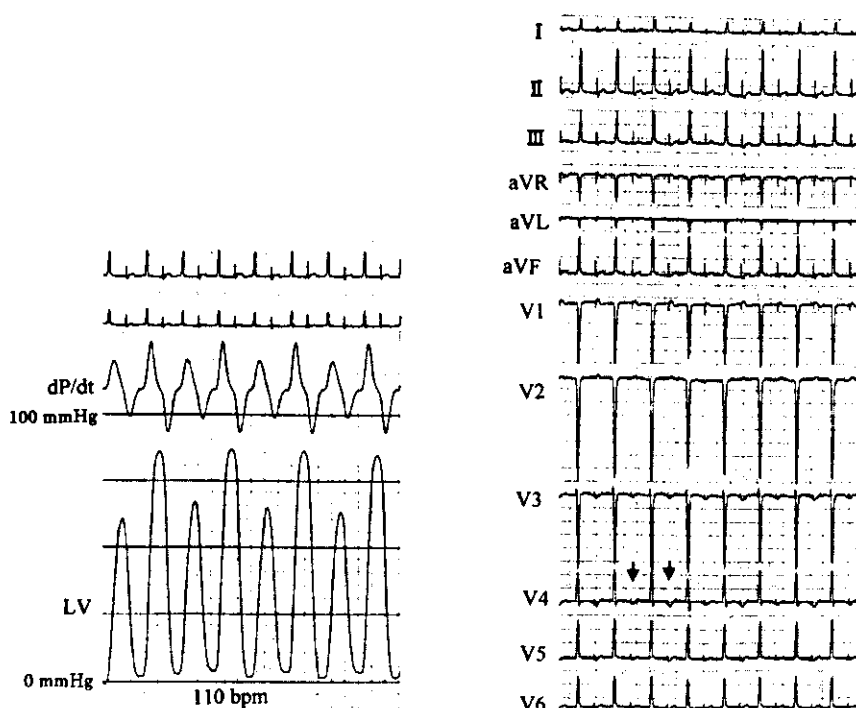 dP/dt
100 mmHg
LV
0 mmHg
110 bpm
I
II
III
aVR
aVL
aVF
V1
V2
V3
V4
V5
V6